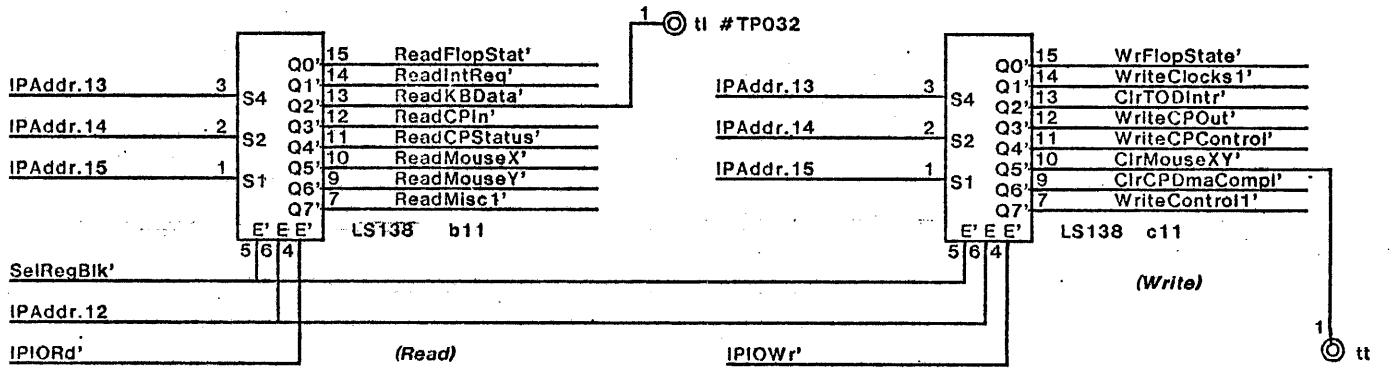 1 tl #TP032
IPAddr.13 3 S4
IPAddr.14 2 S2
IPAddr.15 1 S1
Q0' 15 ReadFlopStat'
Q1' 14 ReadIntReq'
Q2' 13 ReadKBData'
Q3' 12 ReadCPIn'
Q4' 11 ReadCPStatus'
Q5' 10 ReadMouseX'
Q6' 9 ReadMouseY'
Q7' 7 ReadMisc1'
E' E E'
5 6 4
LS138 b11
IPAddr.13 3 S4
IPAddr.14 2 S2
IPAddr.15 1 S1
Q0' 15 WrFlopState'
Q1' 14 WriteClocks1'
Q2' 13 ClrTODIntr'
Q3' 12 WriteCPOut'
Q4' 11 WriteCPControl'
Q5' 10 ClrMouseXY'
Q6' 9 ClrCPDmaCompl'
Q7' 7 WriteControl1'
E' E E'
5 6 4
LS138 c11
SelRegBlk'
(Write)
IPAddr.12
IPIORd'
(Read)
IPIOWr'
1 tt